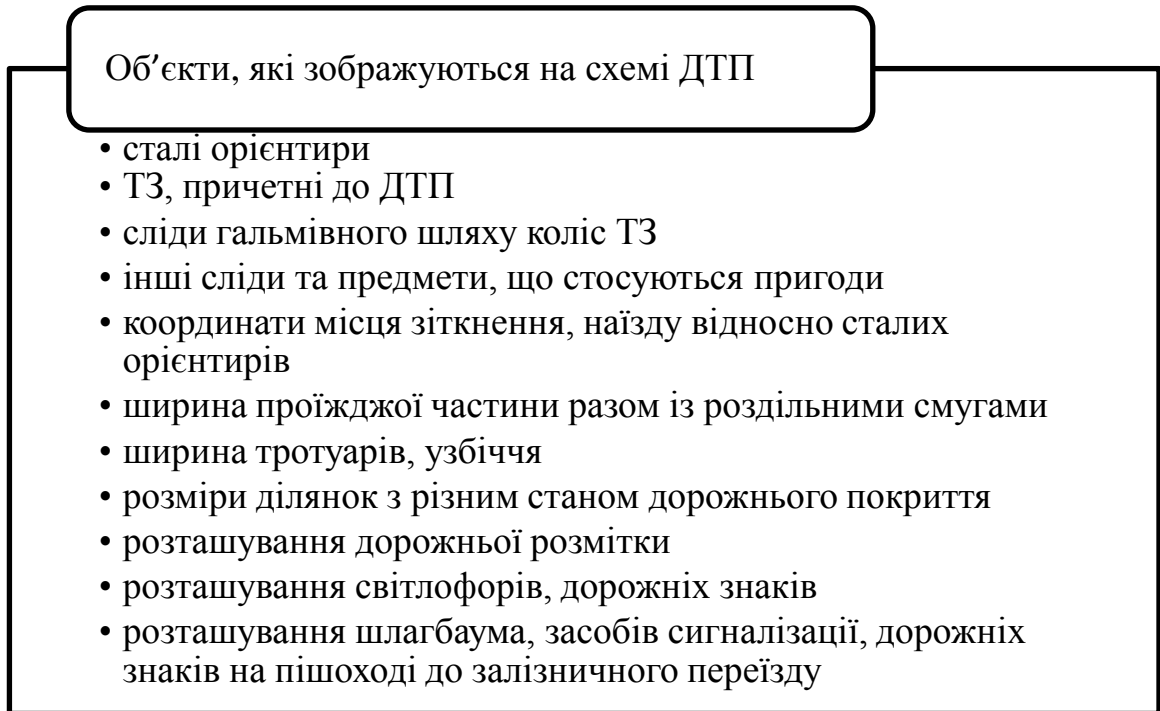 Об’єкти, які зображуються на схемі ДТП
• сталі орієнтири
• ТЗ, причетні до ДТП
• сліди гальмівного шляху коліс ТЗ
• інші сліди та предмети, що стосуються пригоди
• координати місця зіткнення, наїзду відносно сталих
орієнтирів
• ширина проїжджої частини разом із роздільними смугами
• ширина тротуарів, узбіччя
• розміри ділянок з різним станом дорожнього покриття
• розташування дорожньої розмітки
• розташування світлофорів, дорожніх знаків
• розташування шлагбаума, засобів сигналізації, дорожніх
знаків на пішоході до залізничного переїзду